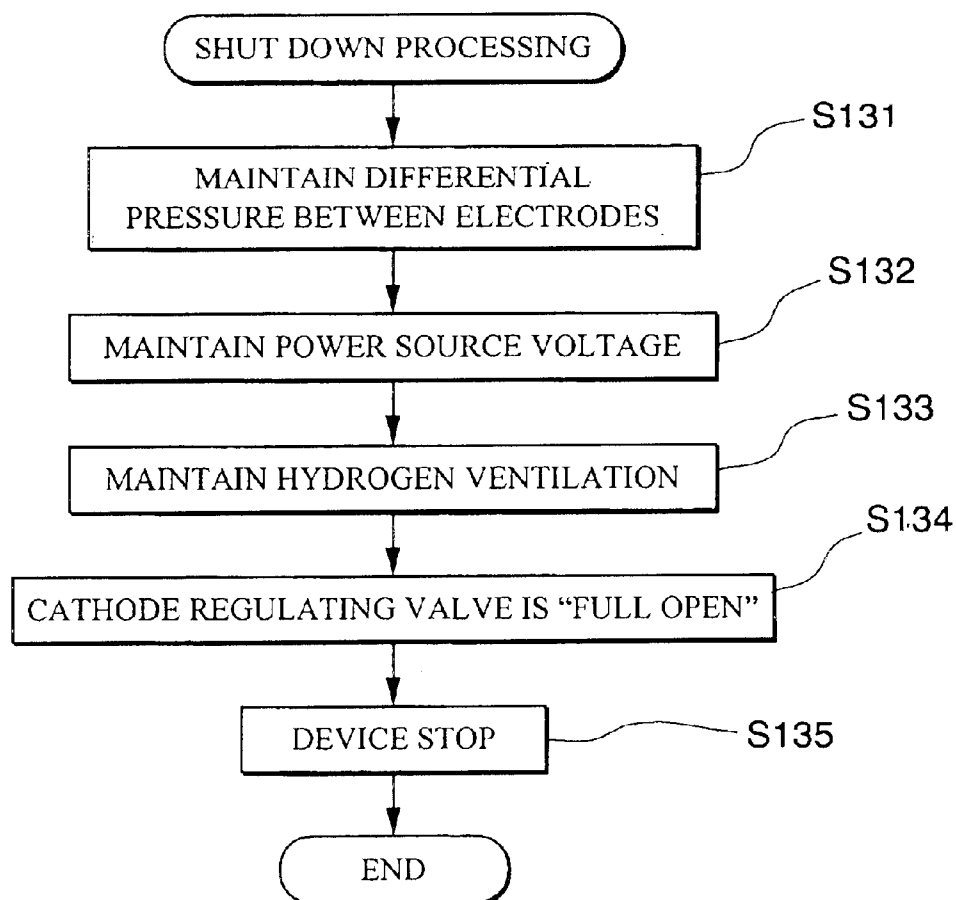 SHUT DOWN PROCESSING
S131
MAINTAIN DIFFERENTIAL
PRESSURE BETWEEN ELECTRODES
S132
MAINTAIN POWER SOURCE VOLTAGE
S133
MAINTAIN HYDROGEN VENTILATION
S134
CATHODE REGULATING VALVE IS “FULL OPEN”
DEVICE STOP
S135
END